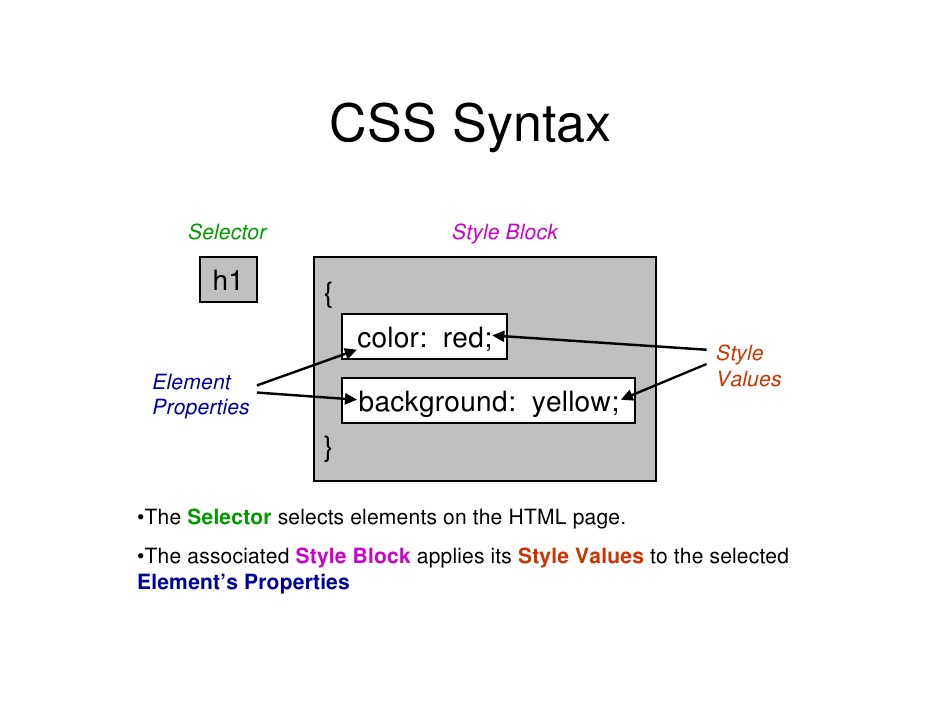 CSS Syntax
Selector
Style Block
h1
{
color: red;
Style
Values
Element
Properties
background: yellow;
}
•The Selector selects elements on the HTML page.
•The associated Style Block applies its Style Values to the selected
Element's Properties